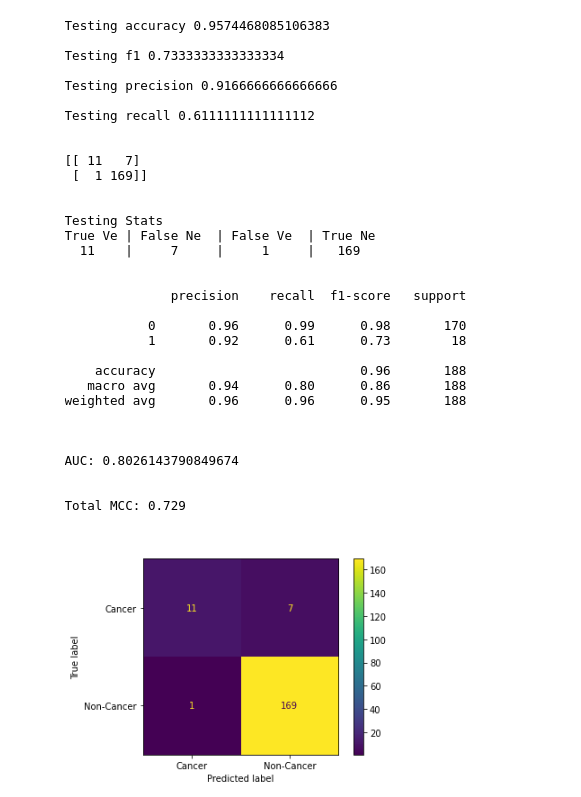 Testing accuracy 0.9574468085106383
Testing f1 0.7333333333333334
Testing precision 0.9166666666666666
Testing recall 0.6111111111111112
[[ 11   7]
 [  1 169]]
Testing Stats
True Ve | False Ne  | False Ve  | True Ne
  11    |     7     |     1     |   169
              precision    recall  f1-score   support
           0       0.96      0.99      0.98       170
           1       0.92      0.61      0.73        18
    accuracy                           0.96       188
   macro avg       0.94      0.80      0.86       188
weighted avg       0.96      0.96      0.95       188
AUC: 0.8026143790849674
Total MCC: 0.729
True label
Cancer 11 7
Non-Cancer 1 169
Cancer Non-Cancer
Predicted label
160
140
120
100
80
60
40
20